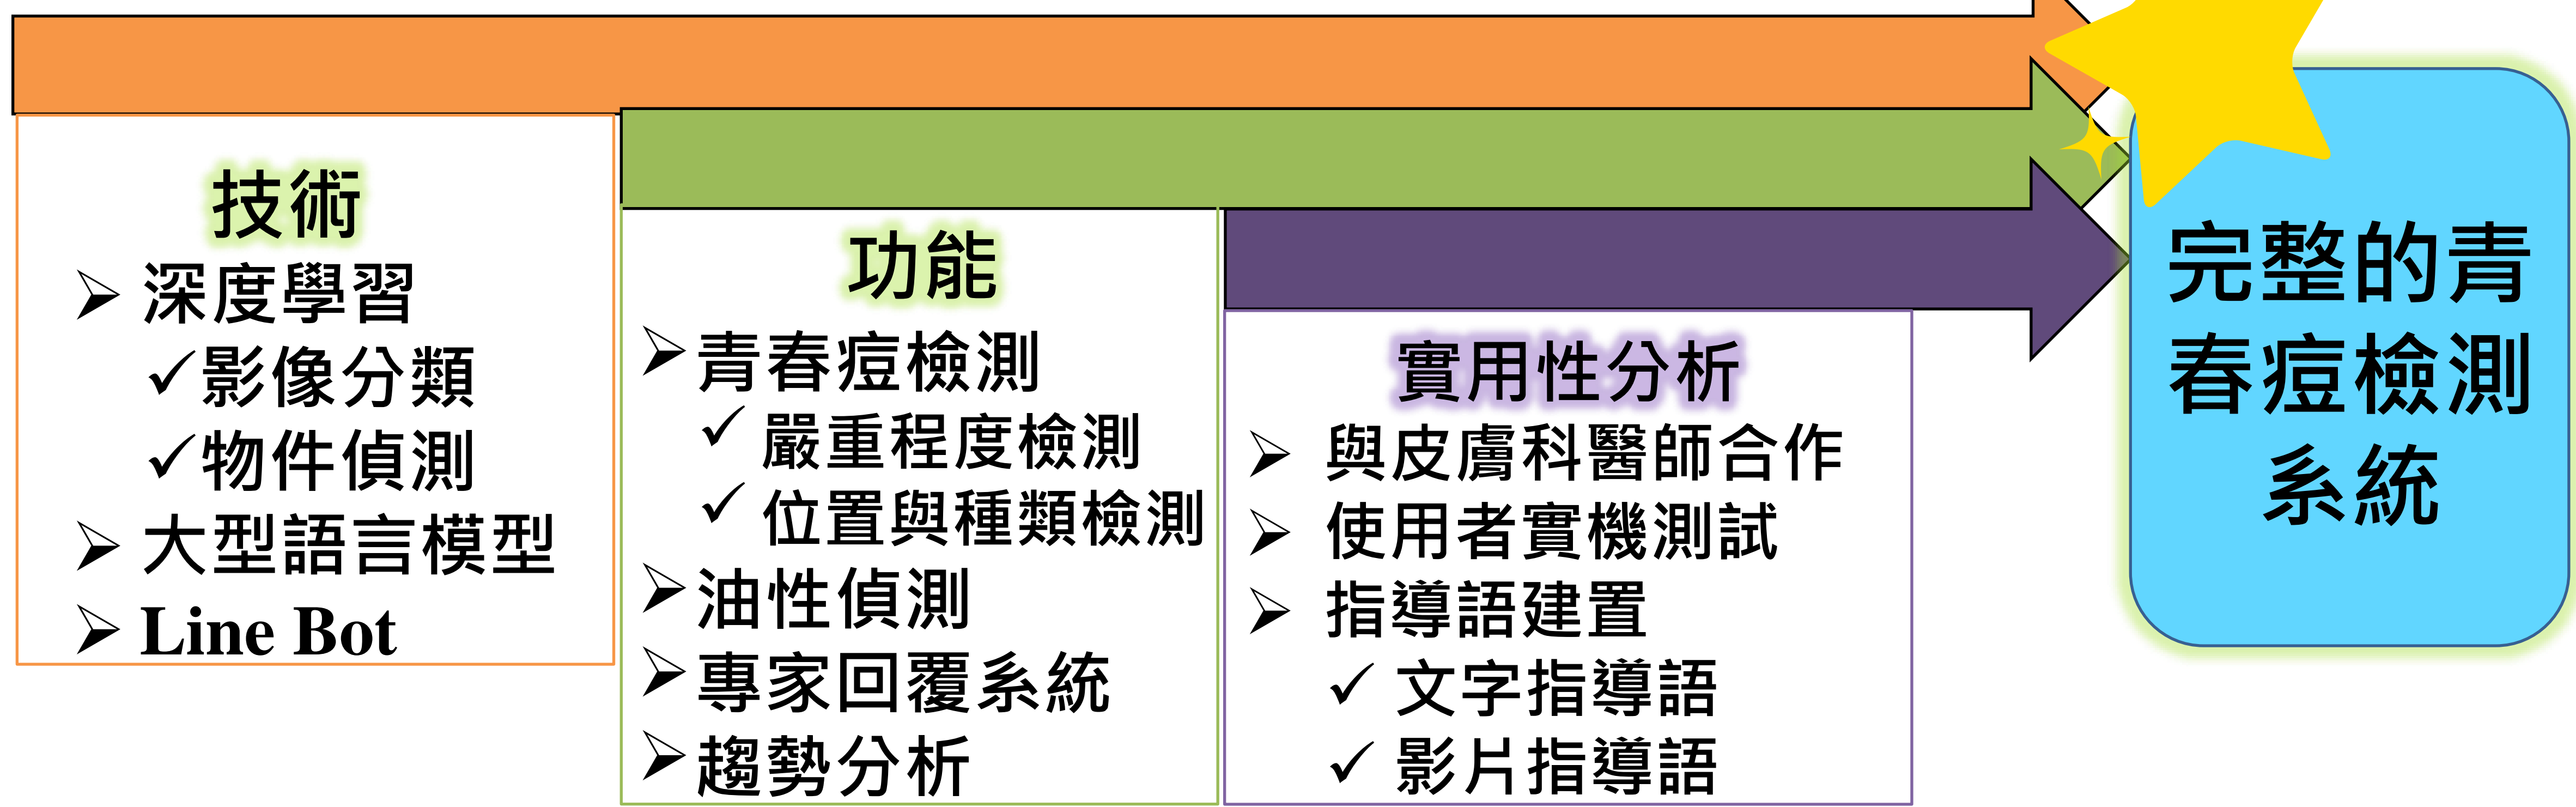 技術
深度學習
影像分類
物件偵測
大型語言模型
Line Bot
功能
青春痘檢測
嚴重程度檢測
位置與種類檢測
油性偵測
專家回覆系統
趨勢分析
實用性分析
與皮膚科醫師合作
使用者實機測試
指導語建置
文字指導語
影片指導語
完整的青
春痘檢測
系統